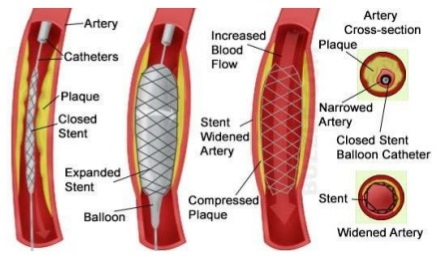 Artery
Catheters
Plaque
Closed
Stent
Expanded
Stent
Balloon
Increased
Blood
Flow
Stent
Widened
Artery
Compressed
Plaque
Artery
Cross-section
Plaque
Narrowed
Artery
Closed Stent
Balloon Catheter
Stent
Widened Artery